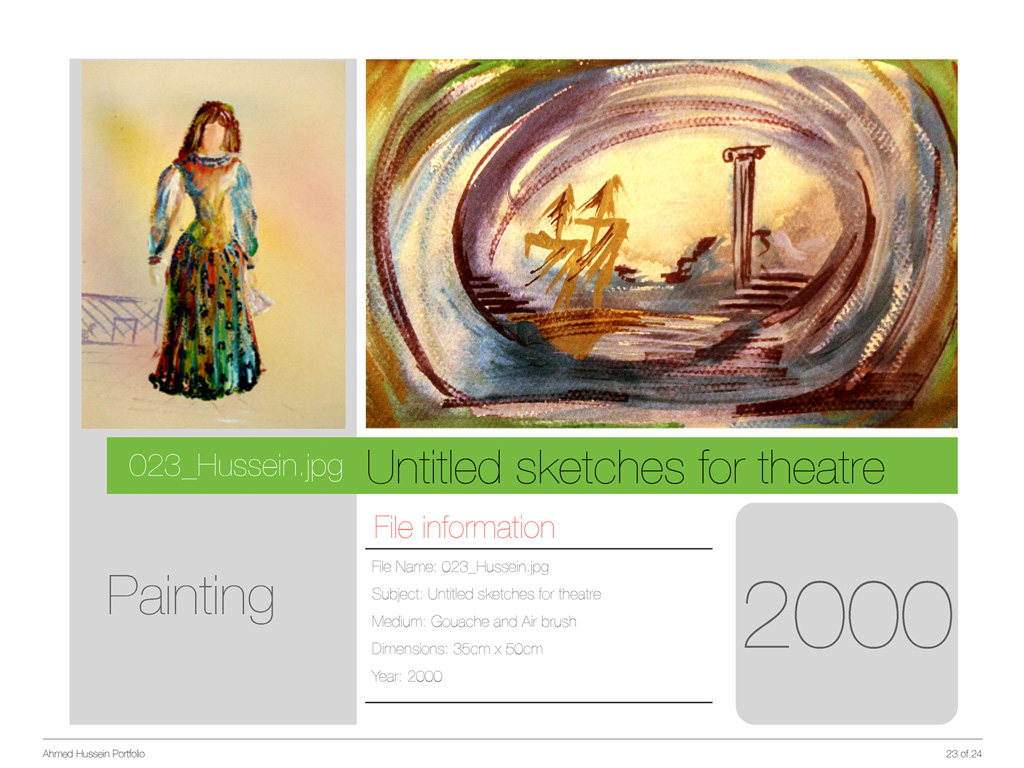 023_Hussein.jpg Untitled sketches for theatre
Painting
File information
File Name: 023_Hussein.jpg
Subject: Untitled sketches for theatre
Medium: Gouache and Air brush
Dimensions: 35cm x 50cm
Year: 2000
2000
Ahmed Hussein Portfolio 23 of 24